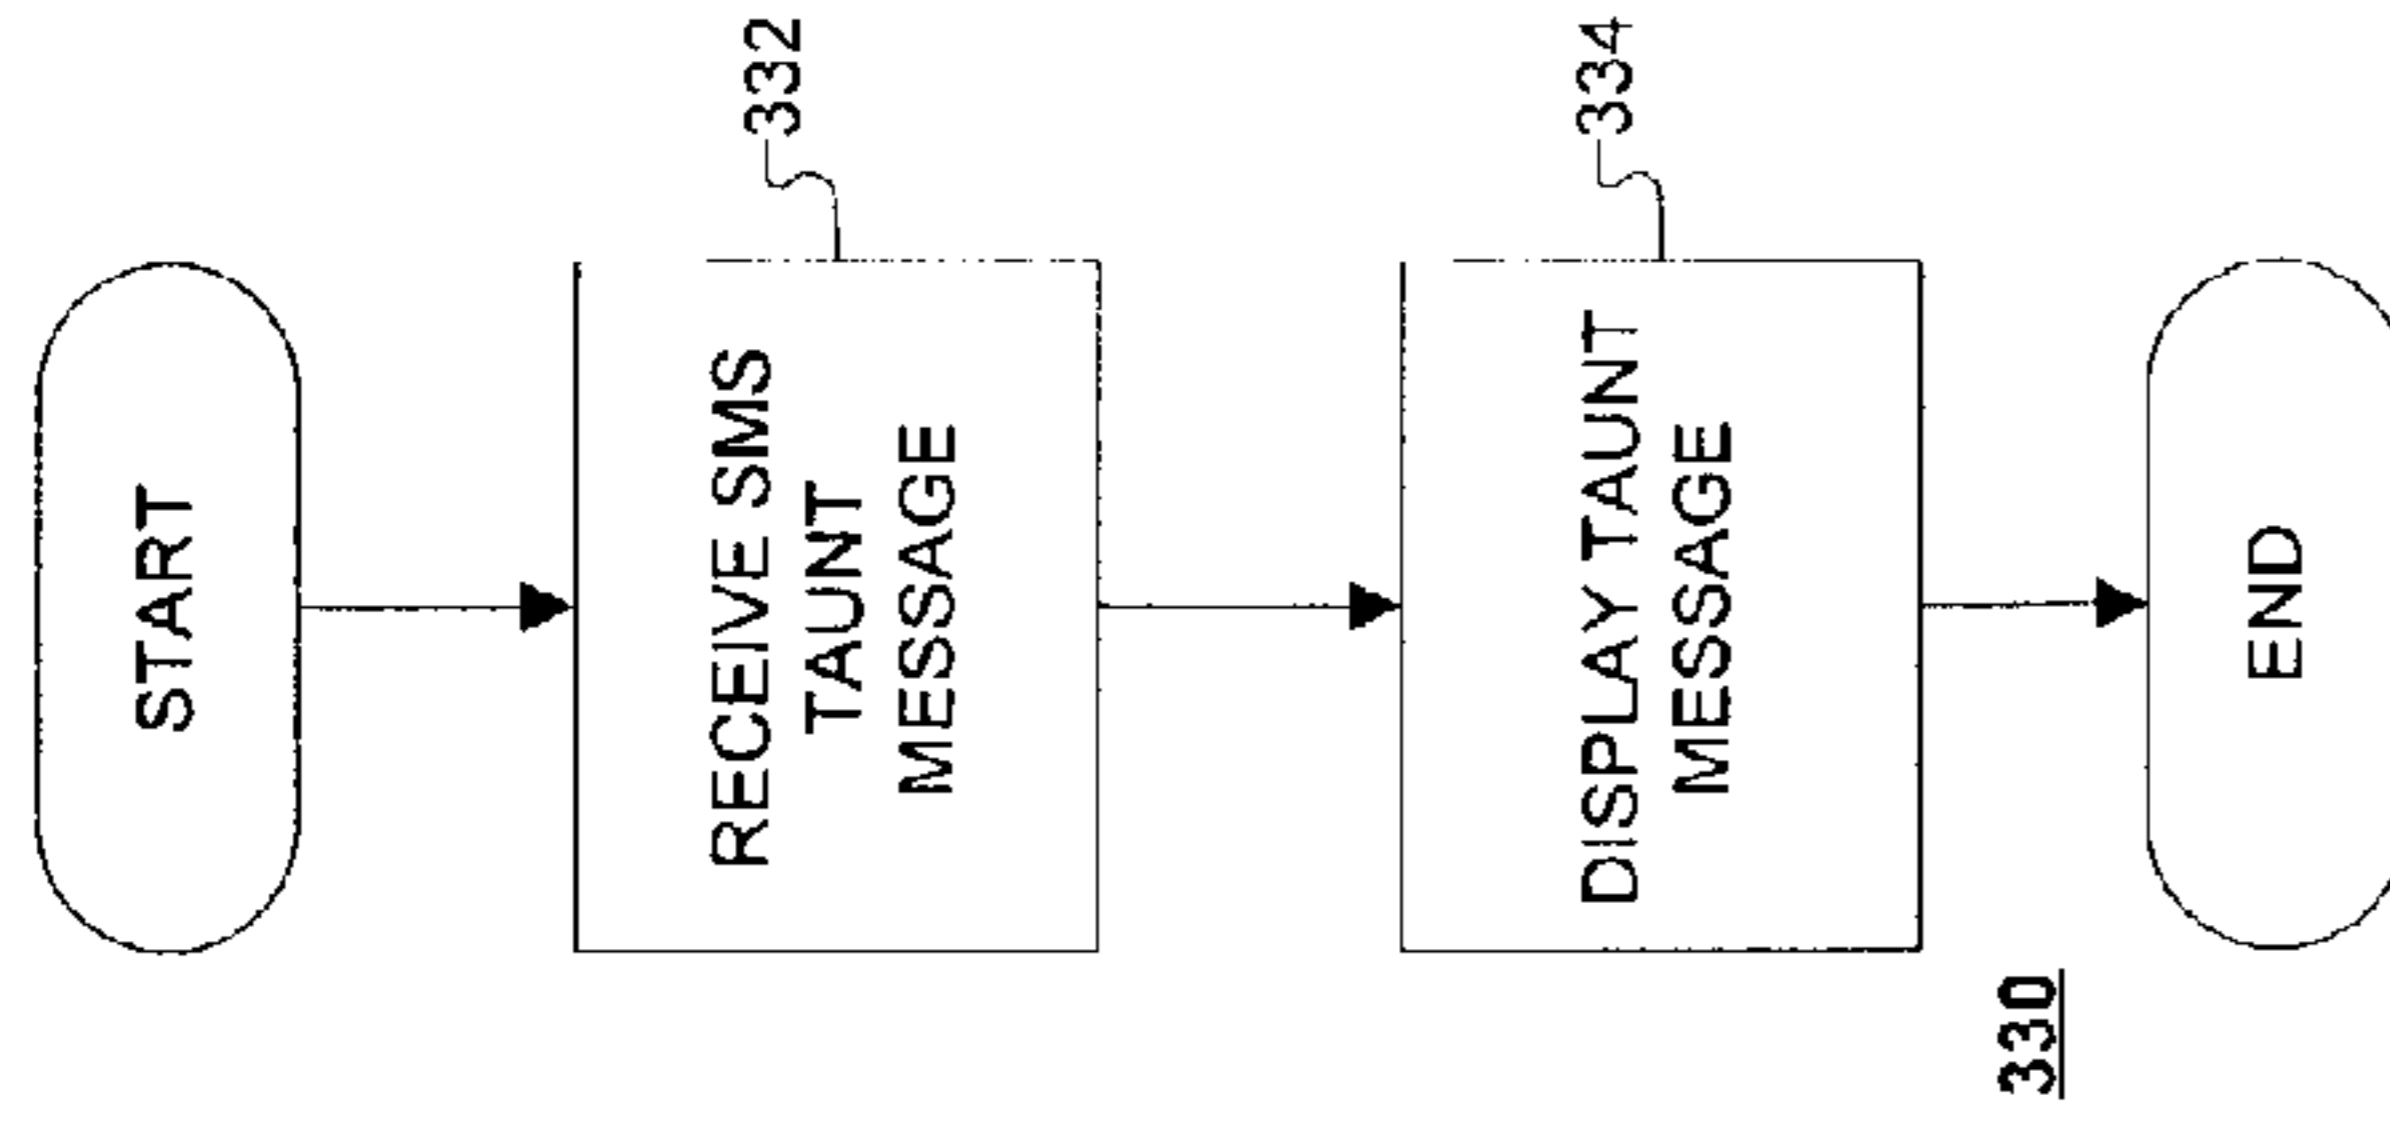 START
RECEIVE SMS
TAUNT
MESSAGE
332
DISPLAY TAUNT
MESSAGE
334
330
END